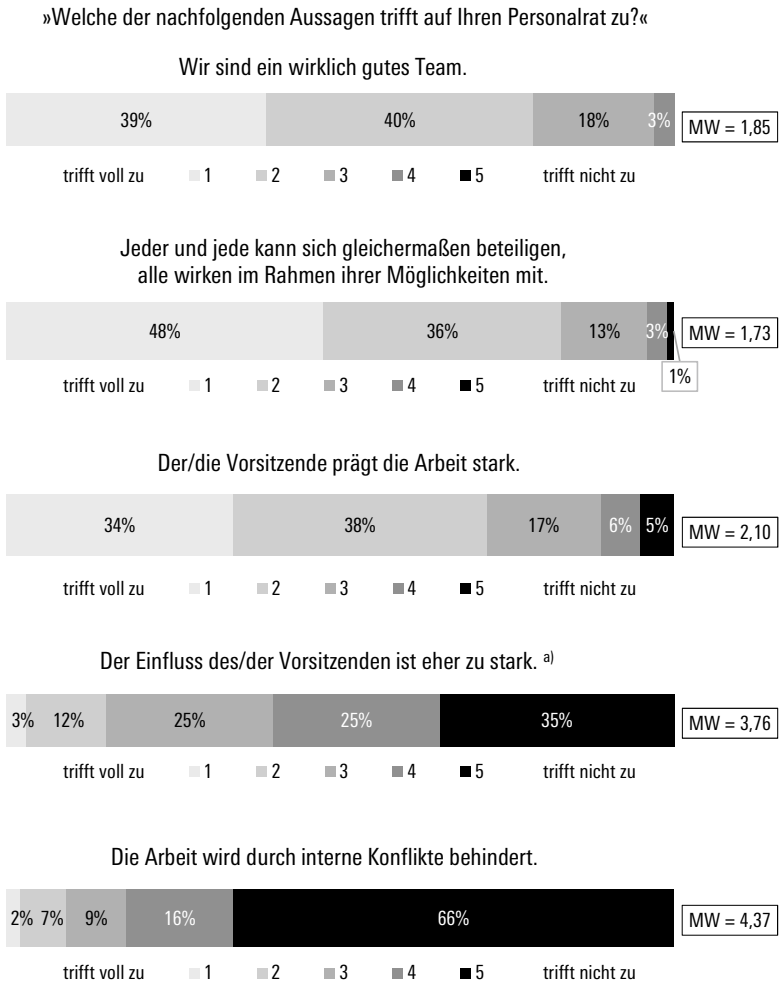 »Welche der nachfolgenden Aussagen trifft auf Ihren Personalrat zu?«
Wir sind ein wirklich gutes Team.
39% 40% 18% 3% MW = 1,85
trifft voll zu 1 2 3 4 5 trifft nicht zu
Jeder und jede kann sich gleichermaßen beteiligen,
alle wirken im Rahmen ihrer Möglichkeiten mit.
48% 36% 13% 3% MW = 1,73
trifft voll zu 1 2 3 4 5 trifft nicht zu 1%
Der/die Vorsitzende prägt die Arbeit stark.
34% 38% 17% 6% 5% MW = 2,10
trifft voll zu 1 2 3 4 5 trifft nicht zu
Der Einfluss des/der Vorsitzenden ist eher zu stark. a)
3% 12% 25% 25% 35% MW = 3,76
trifft voll zu 1 2 3 4 5 trifft nicht zu
Die Arbeit wird durch interne Konflikte behindert.
2% 7% 9% 16% 66% MW = 4,37
trifft voll zu 1 2 3 4 5 trifft nicht zu